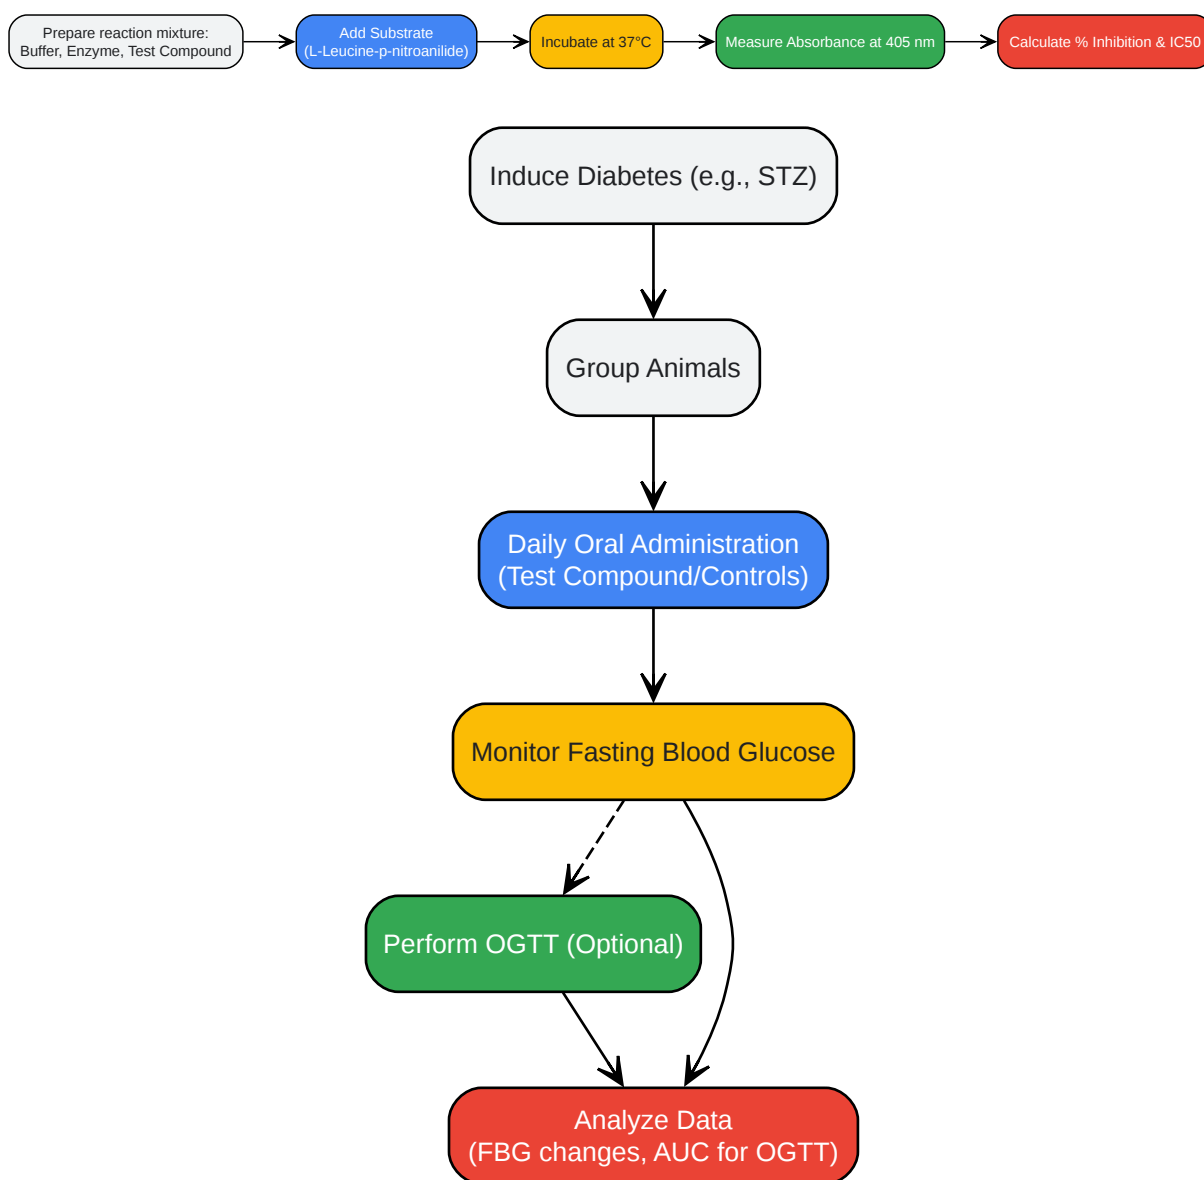 Prepare reaction mixture:
Buffer, Enzyme, Test Compound
Add Substrate
(L-Leucine-p-nitroanilide)
Incubate at 37°C
Measure Absorbance at 405 nm
Calculate % Inhibition & IC50
Induce Diabetes (e.g., STZ)
Group Animals
Daily Oral Administration
(Test Compound/Controls)
Monitor Fasting Blood Glucose
Perform OGTT (Optional)
Analyze Data
(FBG changes, AUC for OGTT)